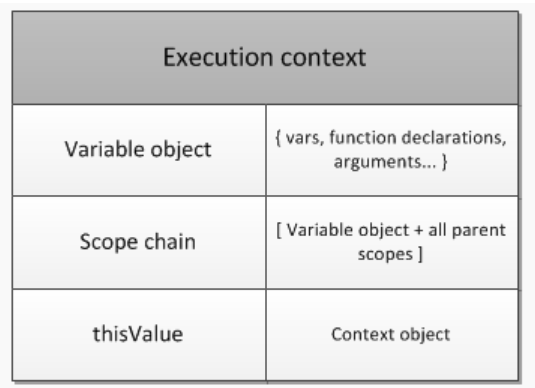 Execution context
Variable object
{ vars, function declarations,
arguments... }
Scope chain
[ Variable object + all parent
scopes ]
thisValue
Context object